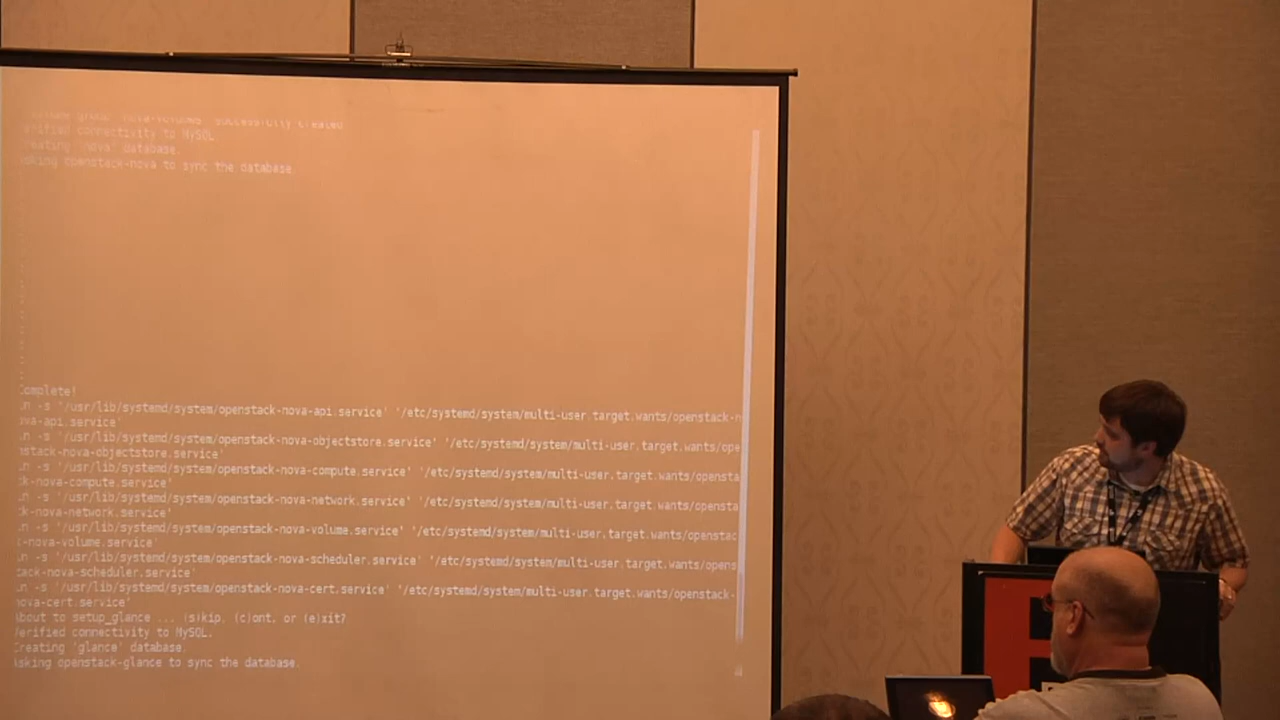 'nova-volumes' successfully created
verified connectivity to MySQL.
Creating 'nova' database.
Asking openstack-nova to sync the database
Complete!
ln -s '/usr/lib/systemd/system/openstack-nova-api.service' '/etc/systemd/system/multi-user.target.wants/openstack-n
ova-api.service'
ln -s '/usr/lib/systemd/system/openstack-nova-objectstore.service' '/etc/systemd/system/multi-user.target.wants/ope
nstack-nova-objectstore.service'
ln -s '/usr/lib/systemd/system/openstack-nova-compute.service' '/etc/systemd/system/multi-user.target.wants/opensta
ck-nova-compute.service'
ln -s '/usr/lib/systemd/system/openstack-nova-network.service' '/etc/systemd/system/multi-user.target.wants/opensta
ck-nova-network.service'
ln -s '/usr/lib/systemd/system/openstack-nova-volume.service' '/etc/systemd/system/multi-user.target.wants/openstac
k-nova-volume.service'
ln -s '/usr/lib/systemd/system/openstack-nova-scheduler.service' '/etc/systemd/system/multi-user.target.wants/opens
tack-nova-scheduler.service'
ln -s '/usr/lib/systemd/system/openstack-nova-cert.service' '/etc/systemd/system/multi-user.target.wants/openstack-
nova-cert.service'
About to setup_glance ... (s)kip, (c)ont, or (e)xit?
Verified connectivity to MySQL.
Creating 'glance' database.
Asking openstack-glance to sync the database.